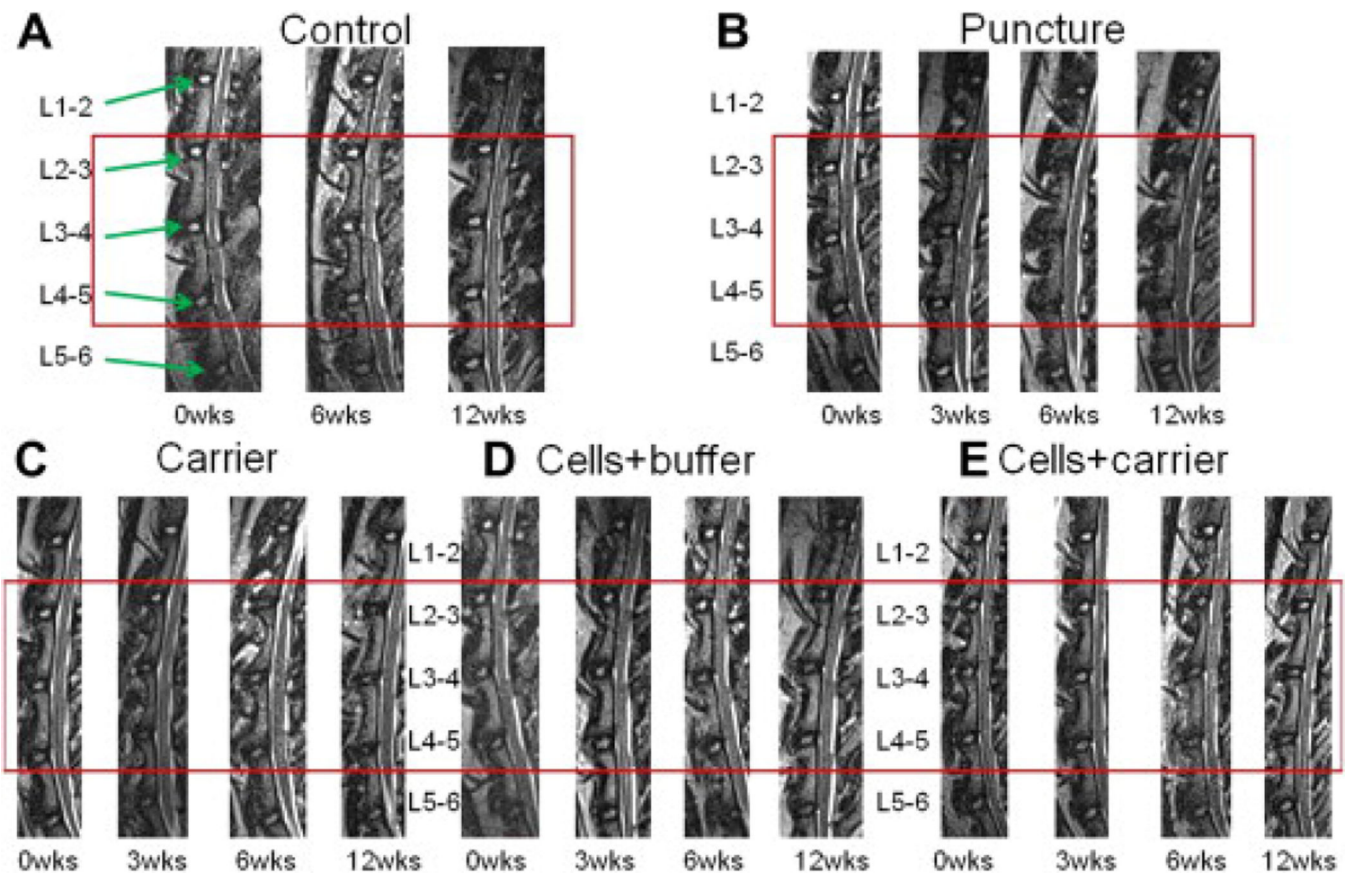 A Control
L1-2
L2-3
L3-4
L4-5
L5-6
0wks 6wks 12wks
B Puncture
L1-2
L2-3
L3-4
L4-5
L5-6
0wks 3wks 6wks 12wks
C Carrier
0wks 3wks 6wks 12wks
D Cells+buffer
L1-2
L2-3
L3-4
L4-5
L5-6
0wks 3wks 6wks 12wks
E Cells+carrier
L1-2
L2-3
L3-4
L4-5
L5-6
0wks 3wks 6wks 12wks